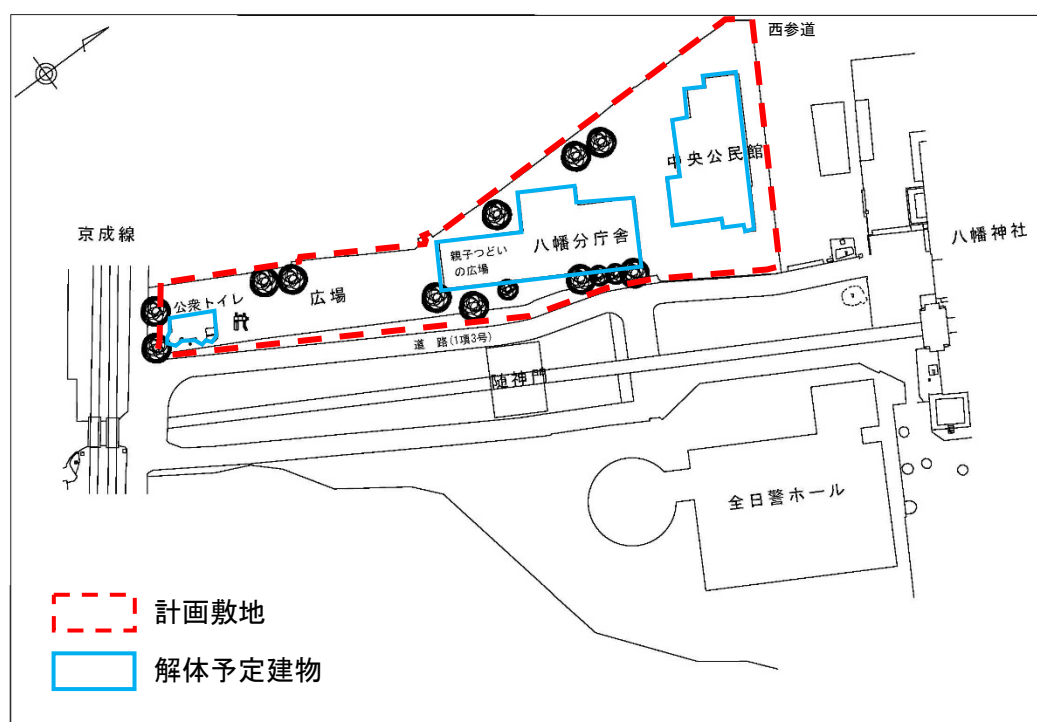 西参道
中央公民館
八幡神社
京成線
八幡分庁舎
親子つどい
の広場
公衆トイレ
広場
道 路(1項3号)
随神門
全日警ホール
計画敷地
解体予定建物